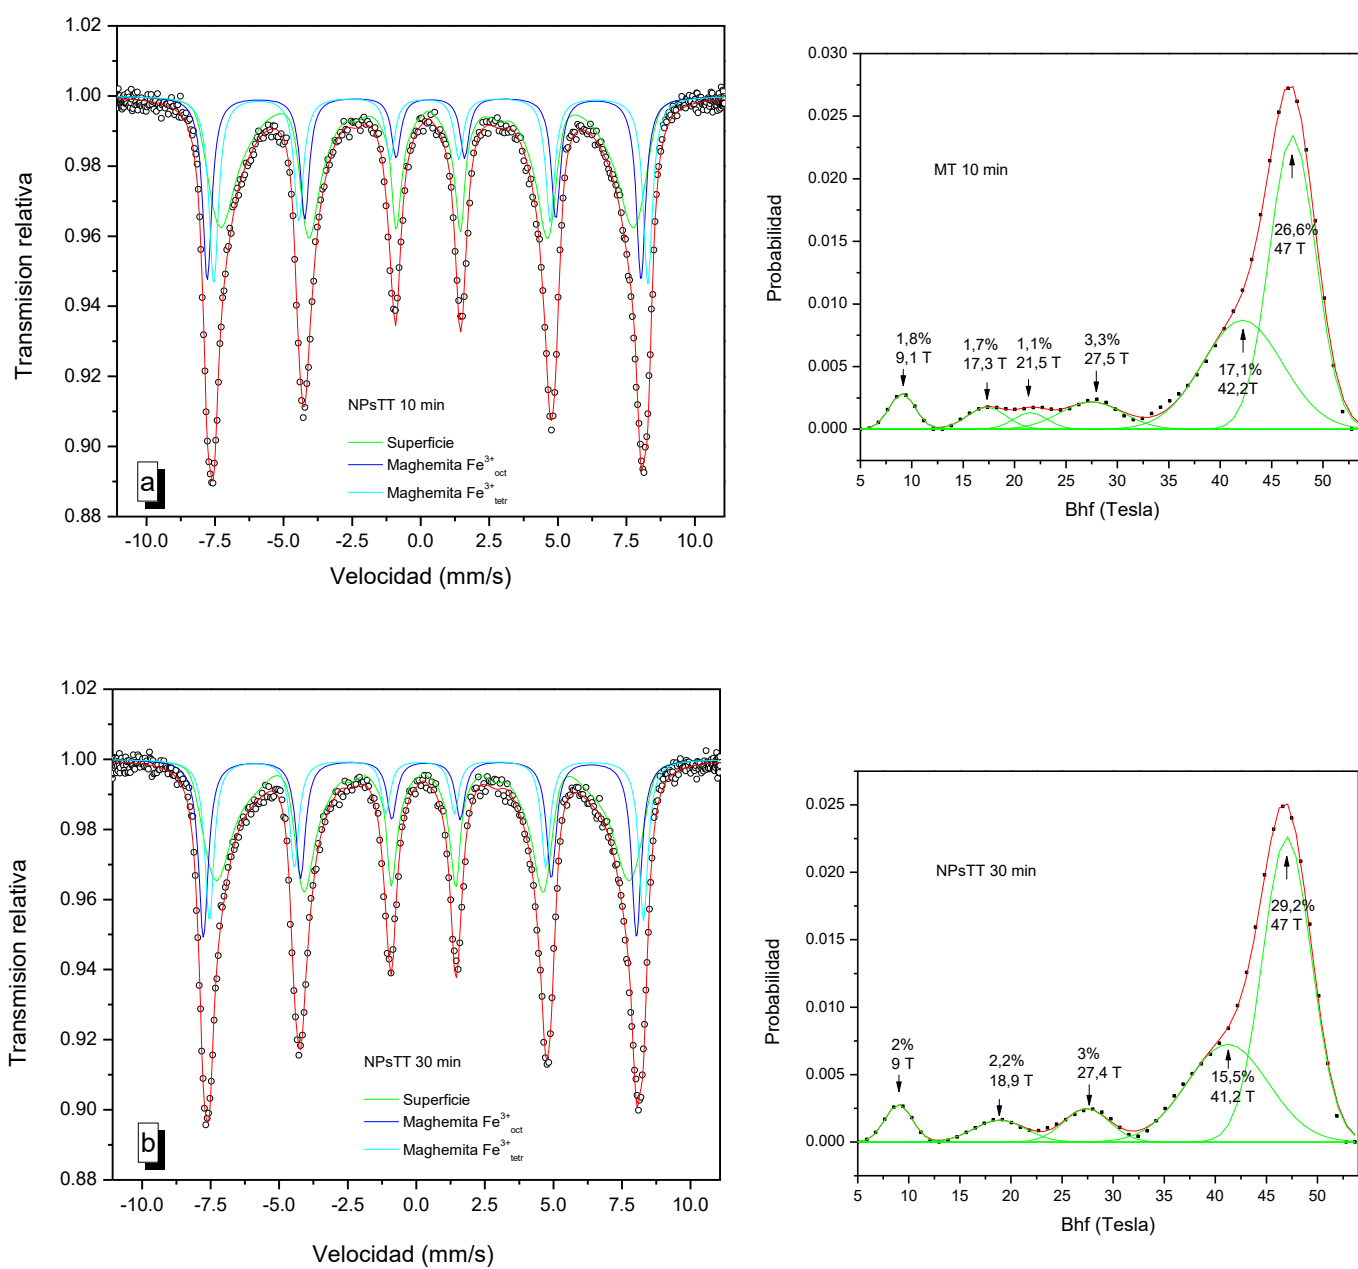 1.02
1.00
0.98
0.96
0.94
0.92
0.90
0.88
Transmision relativa
NPsTT 10 min
Superficie
Maghemita Fe³⁺oct
Maghemita Fe³⁺tetr
a
-10.0 -7.5 -5.0 -2.5 0.0 2.5 5.0 7.5 10.0
Velocidad (mm/s)
0.030
0.025
0.020
0.015
0.010
0.005
0.000
Probabilidad
MT 10 min
1,8%
9,1 T
1,7%
17,3 T
1,1%
21,5 T
3,3%
27,5 T
17,1%
42,2T
26,6%
47 T
5 10 15 20 25 30 35 40 45 50
Bhf (Tesla)
1.02
1.00
0.98
0.96
0.94
0.92
0.90
0.88
Transmision relativa
NPsTT 30 min
Superficie
Maghemita Fe³⁺oct
Maghemita Fe³⁺tetr
b
-10.0 -7.5 -5.0 -2.5 0.0 2.5 5.0 7.5 10.0
Velocidad (mm/s)
0.025
0.020
0.015
0.010
0.005
0.000
Probabilidad
NPsTT 30 min
2%
9 T
2,2%
18,9 T
3%
27,4 T
15,5%
41,2 T
29,2%
47 T
5 10 15 20 25 30 35 40 45 50
Bhf (Tesla)